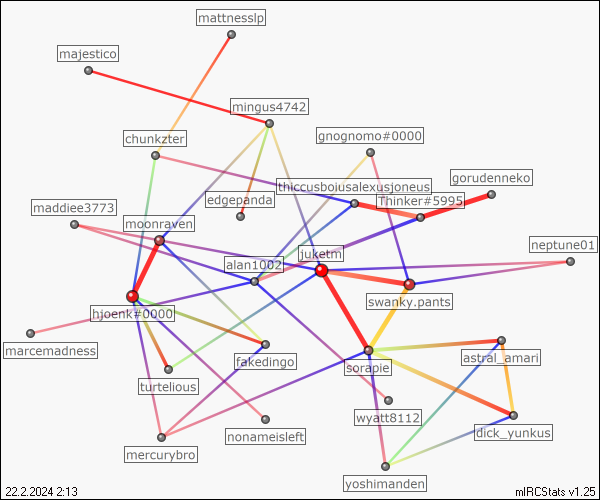 mattnesslp
majestico
mingus4742
chunkzter
gnognomo#0000
gorudenneko
thiccusboiusalexusjoneus
edgepanda
Thinker#5995
maddiee3773
moonraven
neptune01
juketm
alan1002
swanky.pants
hjoenk#0000
marcemadness
fakedingo
astral_amari
sorapie
turtelious
wyatt8112
dick_yunkus
nonameisleft
mercurybro
yoshimanden
22.2.2024 2:13
mIRCStats v1.25